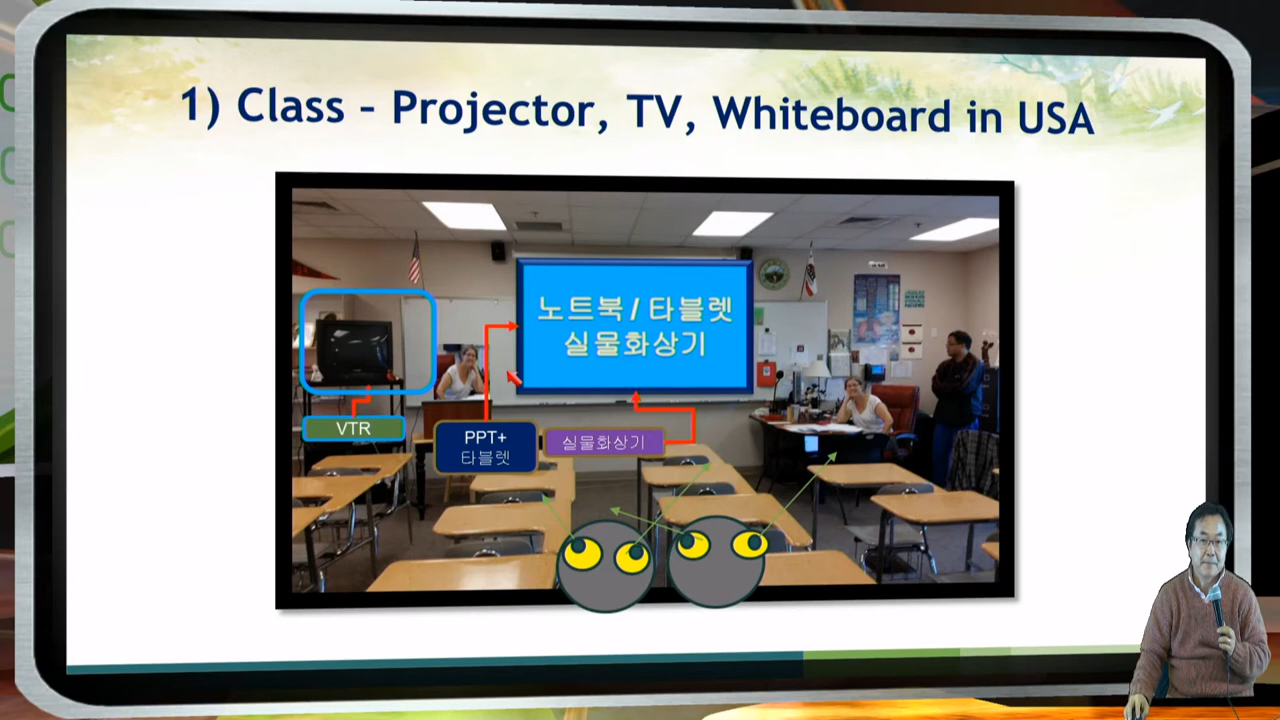 1) Class – Projector, TV, Whiteboard in USA
노트북 / 타블렛
실물화상기
VTR
PPT+
타블렛
실물화상기